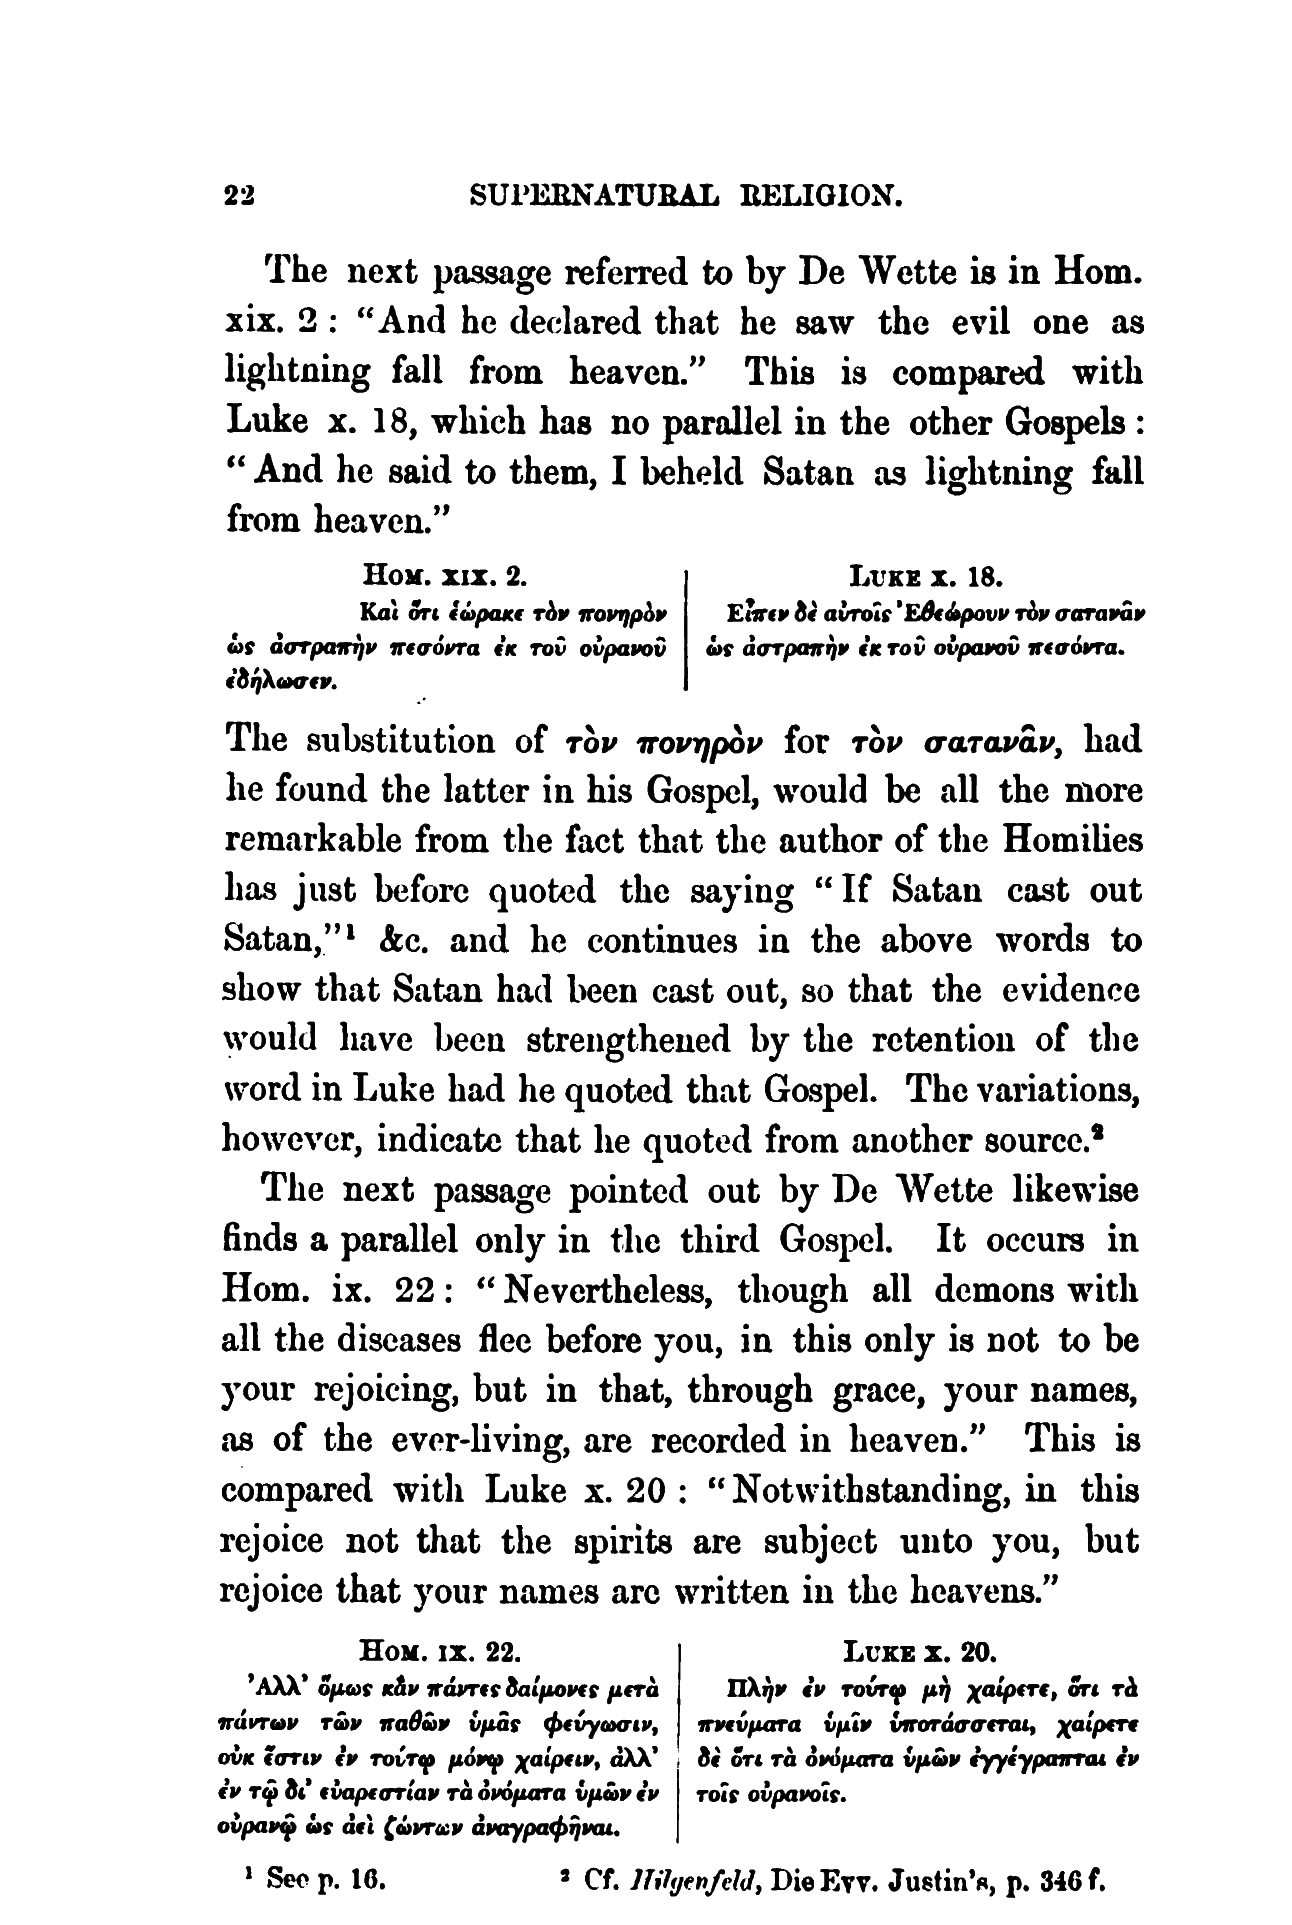 22 SUPERNATURAL RELIGION.
The next passage referred to by De Wette is in Hom.
xix. 2 : “And he declared that he saw the evil one as
lightning fall from heaven.” This is compared with
Luke x. 18, which has no parallel in the other Gospels :
“And he said to them, I beheld Satan as lightning fall
from heaven.”
HOM. XIX. 2.
Καὶ ὅτι ἑώρακε τὸν πονηρὸν
ὡς ἀστραπὴν πεσόντα ἐκ τοῦ οὐρανοῦ
ἐδήλωσεν.
LUKE X. 18.
Εἶπεν δὲ αὐτοῖς Ἐθεώρουν τὸν σατανᾶν
ὡς ἀστραπὴν ἐκ τοῦ οὐρανοῦ πεσόντα.
The substitution of τὸν πονηρὸν for τὸν σατανᾶν, had
he found the latter in his Gospel, would be all the more
remarkable from the fact that the author of the Homilies
has just before quoted the saying “If Satan cast out
Satan,”¹ &c. and he continues in the above words to
show that Satan had been cast out, so that the evidence
would have been strengthened by the retention of the
word in Luke had he quoted that Gospel. The variations,
however, indicate that he quoted from another source.²
The next passage pointed out by De Wette likewise
finds a parallel only in the third Gospel. It occurs in
Hom. ix. 22 : “Nevertheless, though all demons with
all the diseases flee before you, in this only is not to be
your rejoicing, but in that, through grace, your names,
as of the ever-living, are recorded in heaven.” This is
compared with Luke x. 20 : “Notwithstanding, in this
rejoice not that the spirits are subject unto you, but
rejoice that your names are written in the heavens.”
HOM. IX. 22.
Ἀλλ’ ὅμως κἂν πάντες δαίμονες μετὰ
πάντων τῶν παθῶν ὑμᾶς φεύγωσιν,
οὐκ ἔστιν ἐν τούτῳ μόνῳ χαίρειν, ἀλλ’
ἐν τῷ δι’ εὐαρεστίαν τὰ ὀνόματα ὑμῶν ἐν
οὐρανῷ ὡς ἀεὶ ζώντων ἀναγραφῆναι.
LUKE X. 20.
Πλὴν ἐν τούτῳ μὴ χαίρετε, ὅτι τὰ
πνεύματα ὑμῖν ὑποτάσσεται, χαίρετε
δὲ ὅτι τὰ ὀνόματα ὑμῶν ἐγγέγραπται ἐν
τοῖς οὐρανοῖς.
¹ See p. 16.
² Cf. Hilgenfeld, Die Evv. Justin’s, p. 346 f.